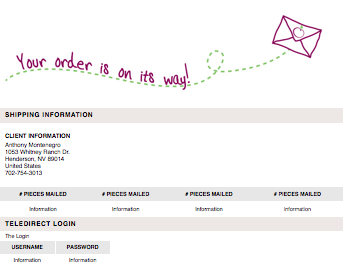 Your order is on its way!
SHIPPING INFORMATION
CLIENT INFORMATION
Anthony Montenegro
1053 Whitney Ranch Dr.
Henderson, NV 89014
United States
702-754-3013
# PIECES MAILED # PIECES MAILED # PIECES MAILED # PIECES MAILED
Information Information Information Information
TELEDIRECT LOGIN
The Login
USERNAME PASSWORD
Information Information